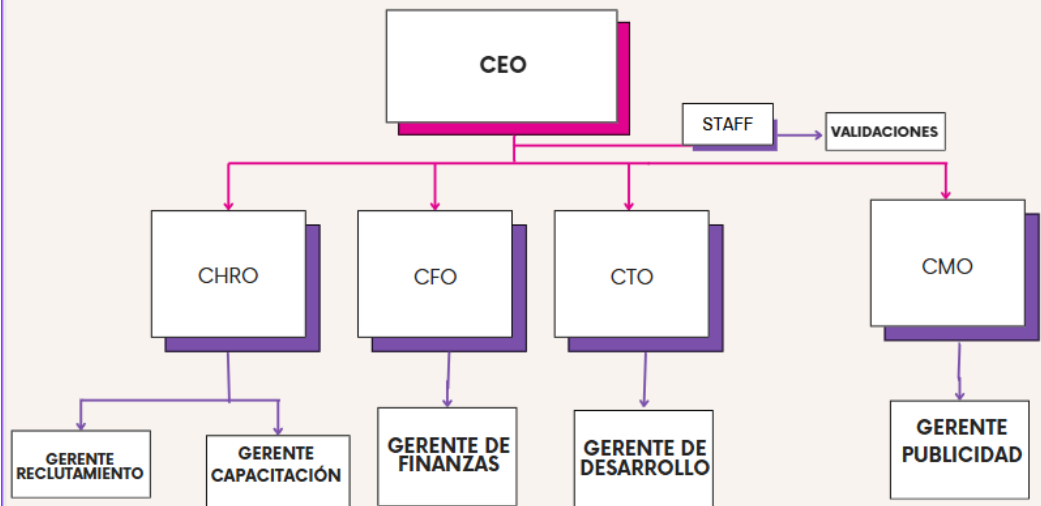 CEO
STAFF
VALIDACIONES
CHRO
CFO
CTO
CMO
GERENTE
RECLUTAMIENTO
GERENTE
CAPACITACIÓN
GERENTE DE
FINANZAS
GERENTE DE
DESARROLLO
GERENTE
PUBLICIDAD